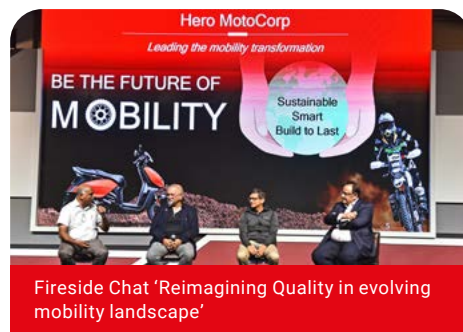 Hero MotoCorp
Leading the mobility transformation
BE THE FUTURE OF
MOBILITY
Sustainable
Smart
Build to Last
Fireside Chat ‘Reimagining Quality in evolving
mobility landscape’